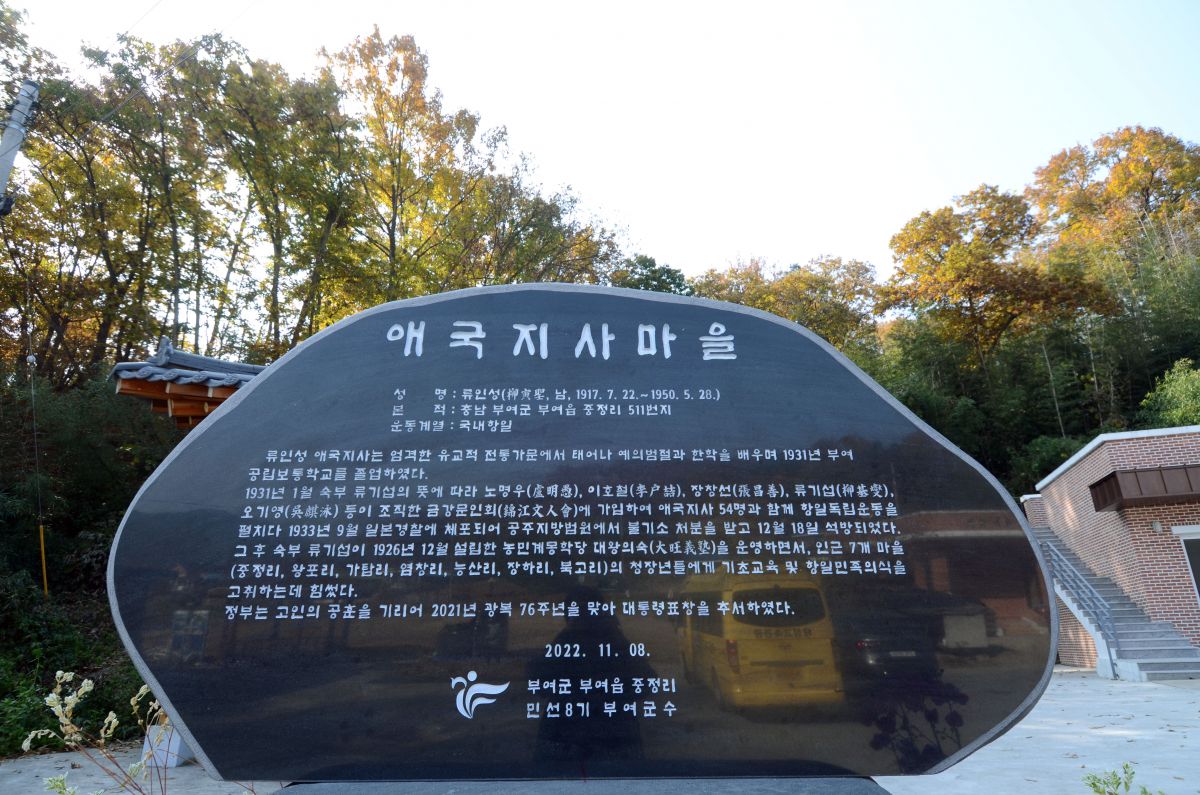 애국지사마을
성 명 : 류인성(柳寅聖, 남, 1917. 7. 22.~1950. 5. 28.)
본 적 : 충남 부여군 부여읍 중정리 511번지
운동계열 : 국내항일
류인성 애국지사는 엄격한 유교적 전통가문에서 태어나 예의범절과 한학을 배우며 1931년 부여
공립보통학교를 졸업하였다.
1931년 1월 숙부 류기섭의 뜻에 따라 노명우(盧明愚), 이호철(李戶喆), 장창선(張昌善), 류기섭(柳基燮),
오기영(吳麒泳) 등이 조직한 금강문인회(錦江文人會)에 가입하여 애국지사 54명과 함께 항일독립운동을
펼치다 1933년 9월 일본경찰에 체포되어 공주지방법원에서 불기소 처분을 받고 12월 18일 석방되었다.
그 후 숙부 류기섭이 1926년 12월 설립한 농민계몽학당 대왕의숙(大旺義塾)을 운영하면서, 인근 7개 마을
(중정리, 왕포리, 가탑리, 염창리, 능산리, 장하리, 북고리)의 청장년들에게 기초교육 및 항일민족의식을
고취하는데 힘썼다.
정부는 고인의 공훈을 기리어 2021년 광복 76주년을 맞아 대통령표창을 추서하였다.
2022. 11. 08.
부여군 부여읍 중정리
민선8기 부여군수